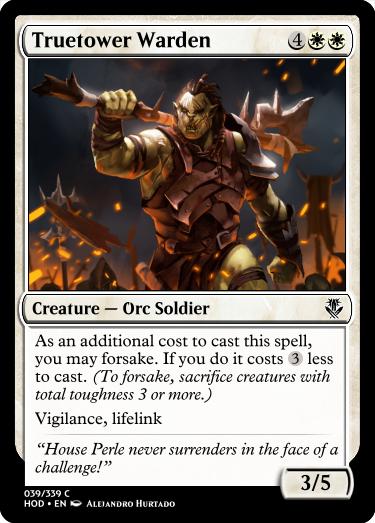 Truetower Warden 4
Creature — Orc Soldier
As an additional cost to cast this spell,
you may forsake. If you do it costs 3 less
to cast. (To forsake, sacrifice creatures with
total toughness 3 or more.)
Vigilance, lifelink
“House Perle never surrenders in the face of a
challenge!”
3/5
039/339 C
HOD • EN Alejandro Hurtado